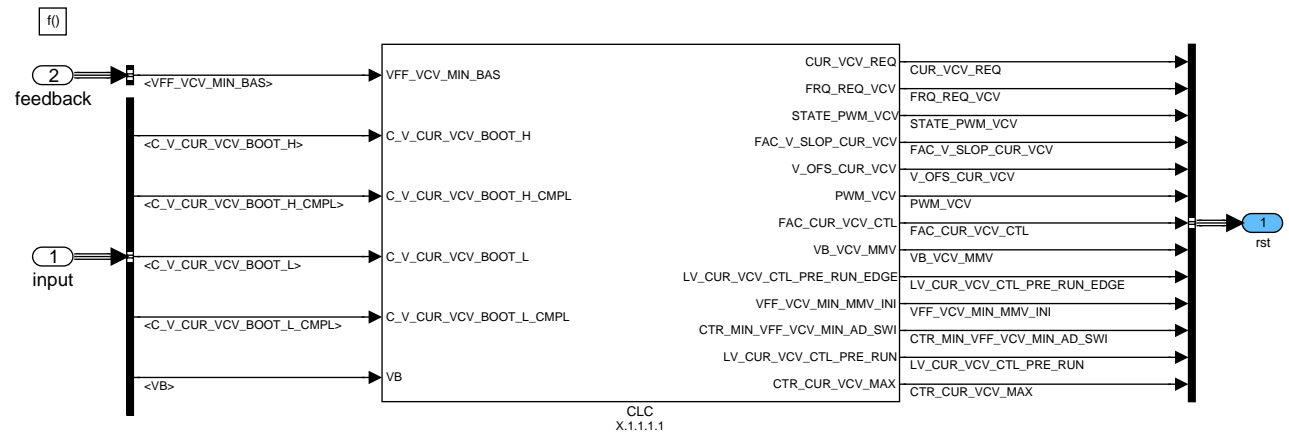 f()
2
feedback
<VFF_VCV_MIN_BAS>
<C_V_CUR_VCV_BOOT_H>
<C_V_CUR_VCV_BOOT_H_CMPL>
1
input
<C_V_CUR_VCV_BOOT_L>
<C_V_CUR_VCV_BOOT_L_CMPL>
<VB>
VFF_VCV_MIN_BAS
C_V_CUR_VCV_BOOT_H
C_V_CUR_VCV_BOOT_H_CMPL
C_V_CUR_VCV_BOOT_L
C_V_CUR_VCV_BOOT_L_CMPL
VB
CUR_VCV_REQ
FRQ_REQ_VCV
STATE_PWM_VCV
FAC_V_SLOP_CUR_VCV
V_OFS_CUR_VCV
PWM_VCV
FAC_CUR_VCV_CTL
VB_VCV_MMV
LV_CUR_VCV_CTL_PRE_RUN_EDGE
VFF_VCV_MIN_MMV_INI
CTR_MIN_VFF_VCV_MIN_AD_SWI
LV_CUR_VCV_CTL_PRE_RUN
CTR_CUR_VCV_MAX
CLC
X.1.1.1.1
CUR_VCV_REQ
FRQ_REQ_VCV
STATE_PWM_VCV
FAC_V_SLOP_CUR_VCV
V_OFS_CUR_VCV
PWM_VCV
FAC_CUR_VCV_CTL
VB_VCV_MMV
LV_CUR_VCV_CTL_PRE_RUN_EDGE
VFF_VCV_MIN_MMV_INI
CTR_MIN_VFF_VCV_MIN_AD_SWI
LV_CUR_VCV_CTL_PRE_RUN
CTR_CUR_VCV_MAX
1
rst